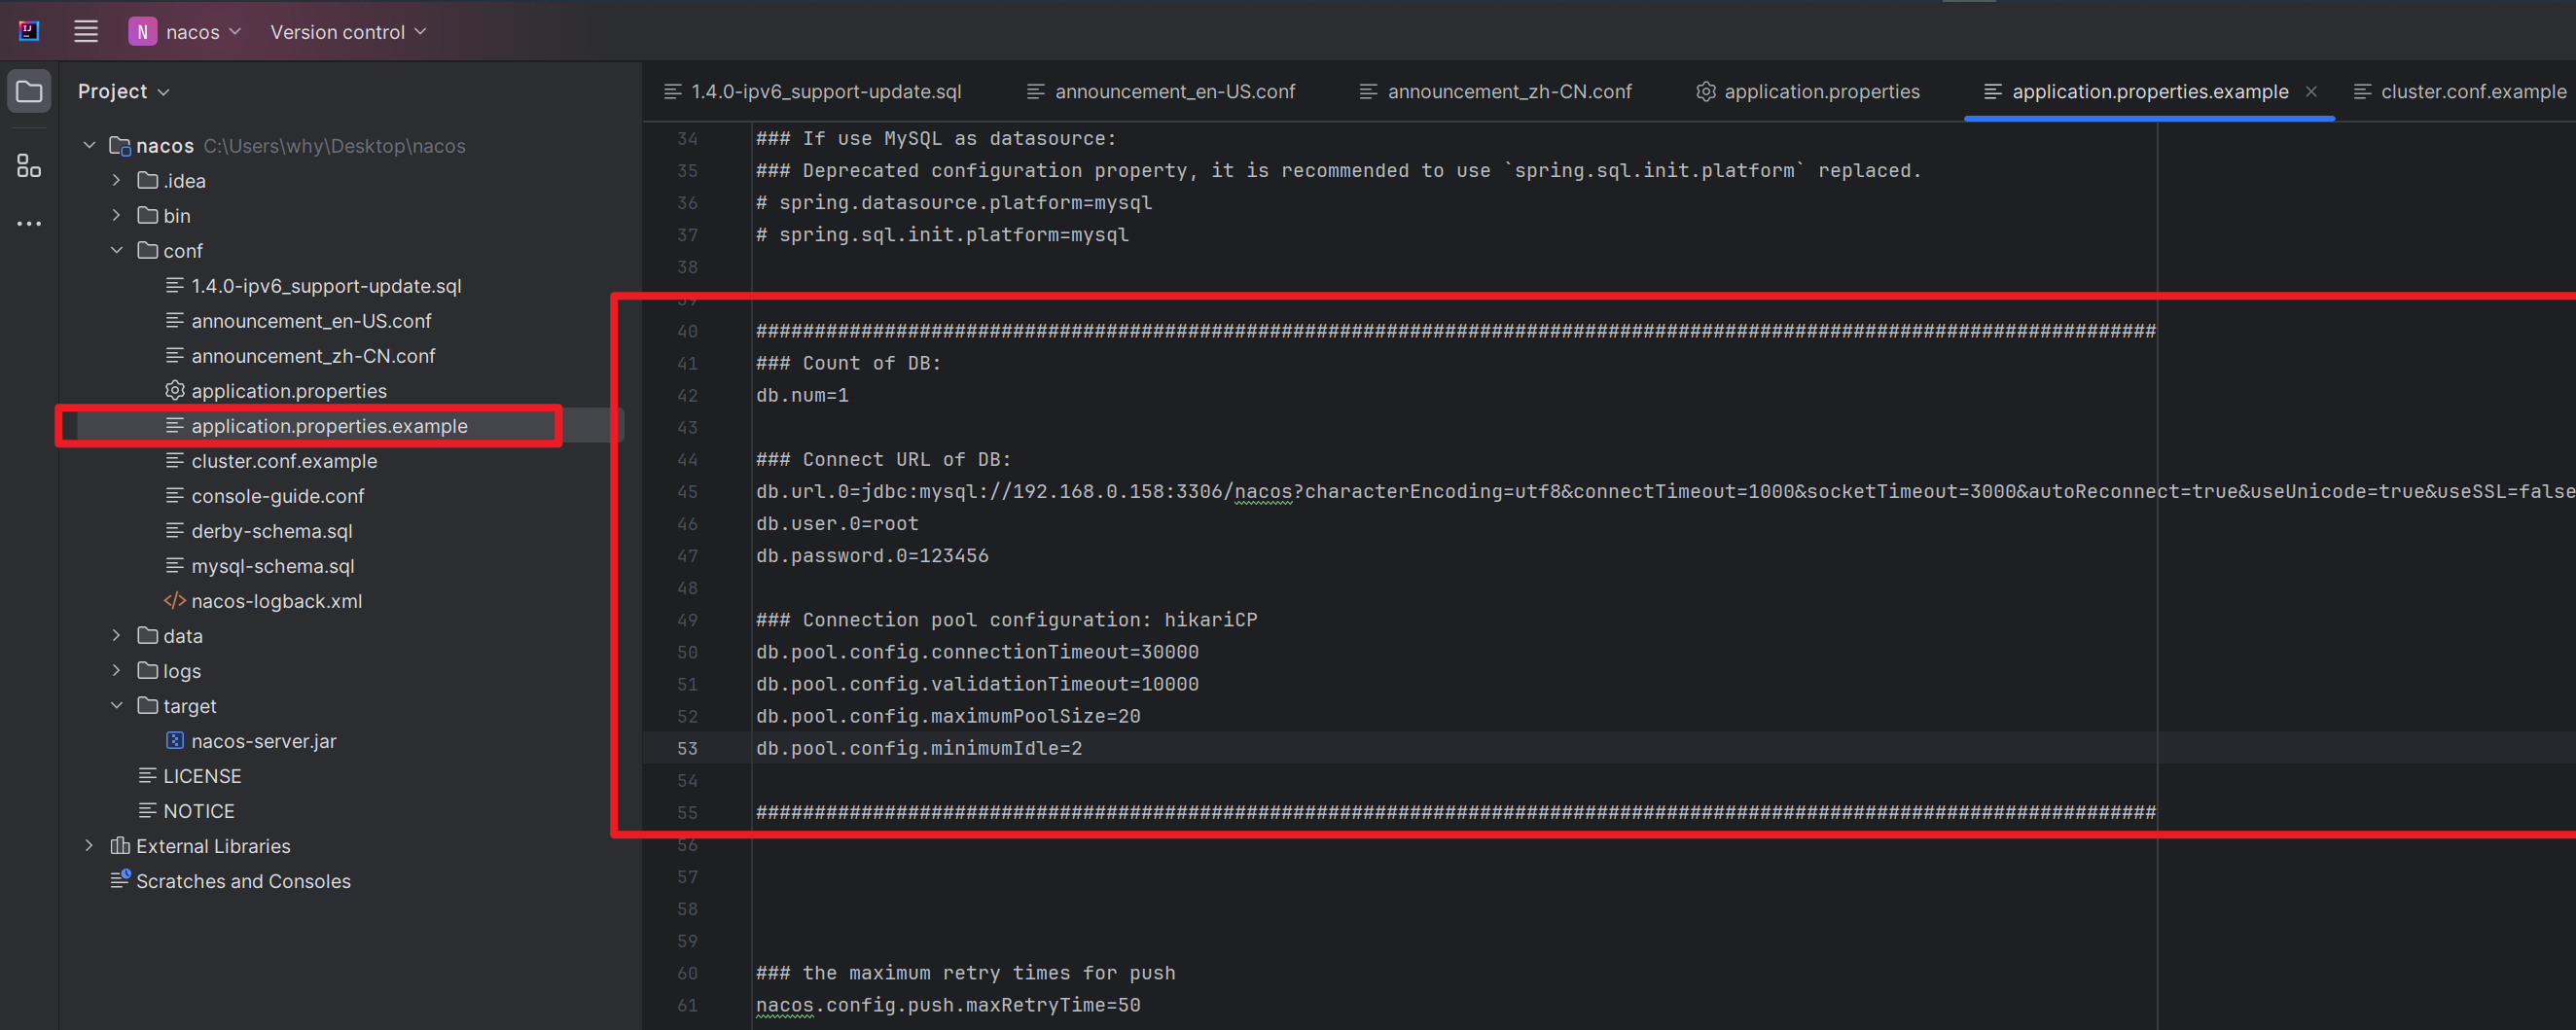 N nacos Version control
Project
nacos C:\Users\why\Desktop\nacos
.idea
bin
conf
1.4.0-ipv6_support-update.sql
announcement_en-US.conf
announcement_zh-CN.conf
application.properties
application.properties.example
cluster.conf.example
console-guide.conf
derby-schema.sql
mysql-schema.sql
nacos-logback.xml
data
logs
target
nacos-server.jar
LICENSE
NOTICE
External Libraries
Scratches and Consoles
1.4.0-ipv6_support-update.sql announcement_en-US.conf announcement_zh-CN.conf application.properties application.properties.example cluster.conf.example
34 ### If use MySQL as datasource:
35 ### Deprecated configuration property, it is recommended to use `spring.sql.init.platform` replaced.
36 # spring.datasource.platform=mysql
37 # spring.sql.init.platform=mysql
38
39
40 ########################################################################################################################
41 ### Count of DB:
42 db.num=1
43
44 ### Connect URL of DB:
45 db.url.0=jdbc:mysql://192.168.0.158:3306/nacos?characterEncoding=utf8&connectTimeout=1000&socketTimeout=3000&autoReconnect=true&useUnicode=true&useSSL=false
46 db.user.0=root
47 db.password.0=123456
48
49 ### Connection pool configuration: hikariCP
50 db.pool.config.connectionTimeout=30000
51 db.pool.config.validationTimeout=10000
52 db.pool.config.maximumPoolSize=20
53 db.pool.config.minimumIdle=2
54
55 ########################################################################################################################
56
57
58
59
60 ### the maximum retry times for push
61 nacos.config.push.maxRetryTime=50